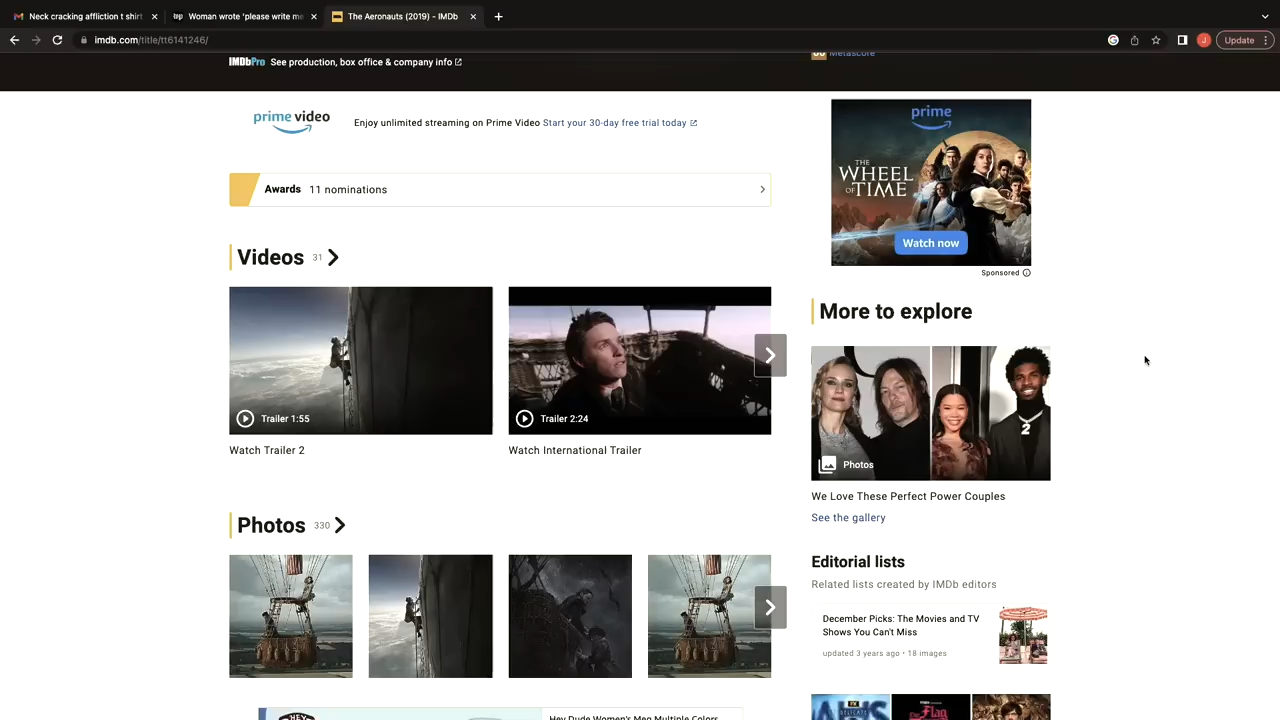 Neck cracking affliction t shirt
Woman wrote 'please write me
The Aeronauts (2019) - IMDb
imdb.com/title/tt6141246/
J
Update
IMDbPro See production, box office & company info
Metascore
prime video
Enjoy unlimited streaming on Prime Video Start your 30-day free trial today
Awards 11 nominations
Videos 31
Trailer 1:55
Trailer 2:24
Watch Trailer 2
Watch International Trailer
Photos 330
prime
THE WHEEL OF TIME
Watch now
Sponsored
More to explore
2
Photos
We Love These Perfect Power Couples
See the gallery
Editorial lists
Related lists created by IMDb editors
December Picks: The Movies and TV
Shows You Can't Miss
updated 3 years ago • 18 images
HEY
Hey Dude Women's Meg Multiple Colors